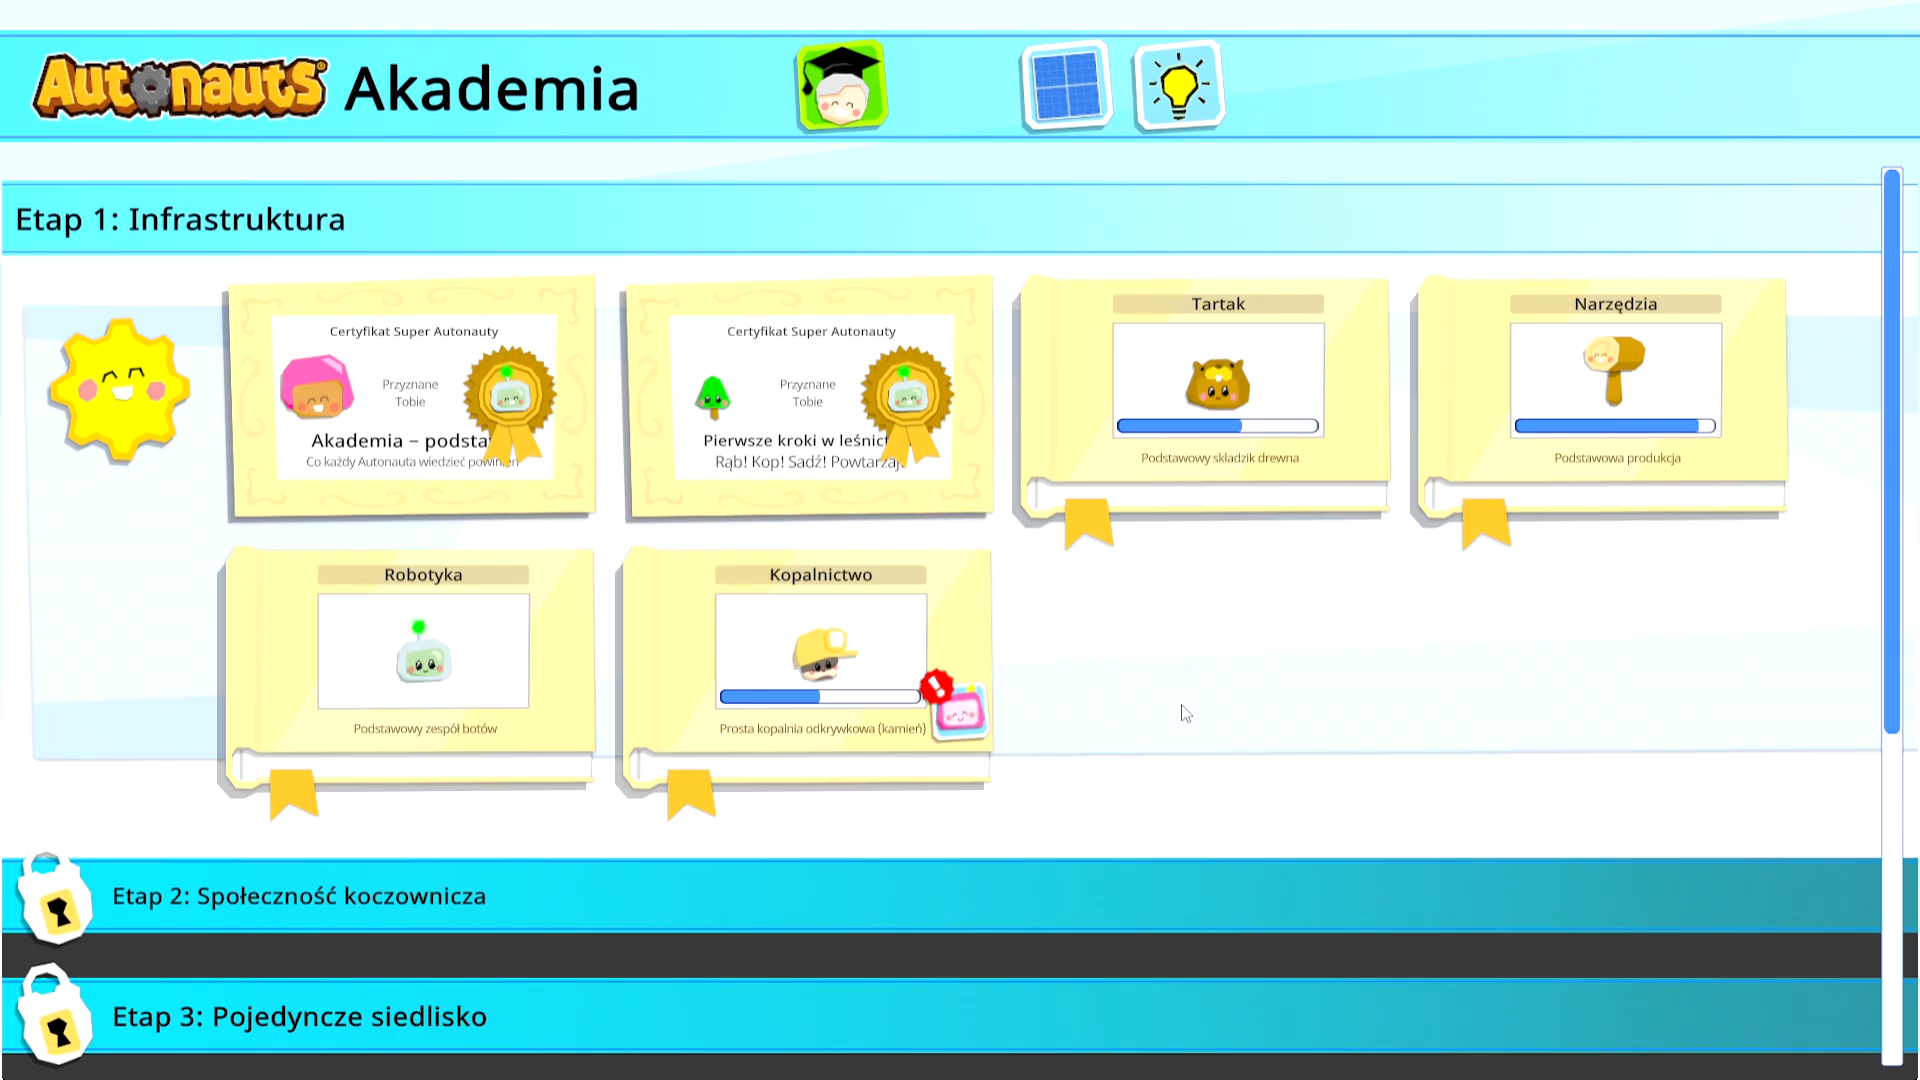 Autonauts® Akademia
Etap 1: Infrastruktura
Certyfikat Super Autonauty
Przyznane
Tobie
Akademia – podsta
Co każdy Autonauta wiedzieć powinien
Certyfikat Super Autonauty
Przyznane
Tobie
Pierwsze kroki w leśnict
Rąb! Kop! Sadź! Powtarzaj.
Tartak
Podstawowy składzik drewna
Narzędzia
Podstawowa produkcja
Robotyka
Podstawowy zespół botów
Kopalnictwo
Prosta kopalnia odkrywkowa (kamień)
Etap 2: Społeczność koczownicza
Etap 3: Pojedyncze siedlisko